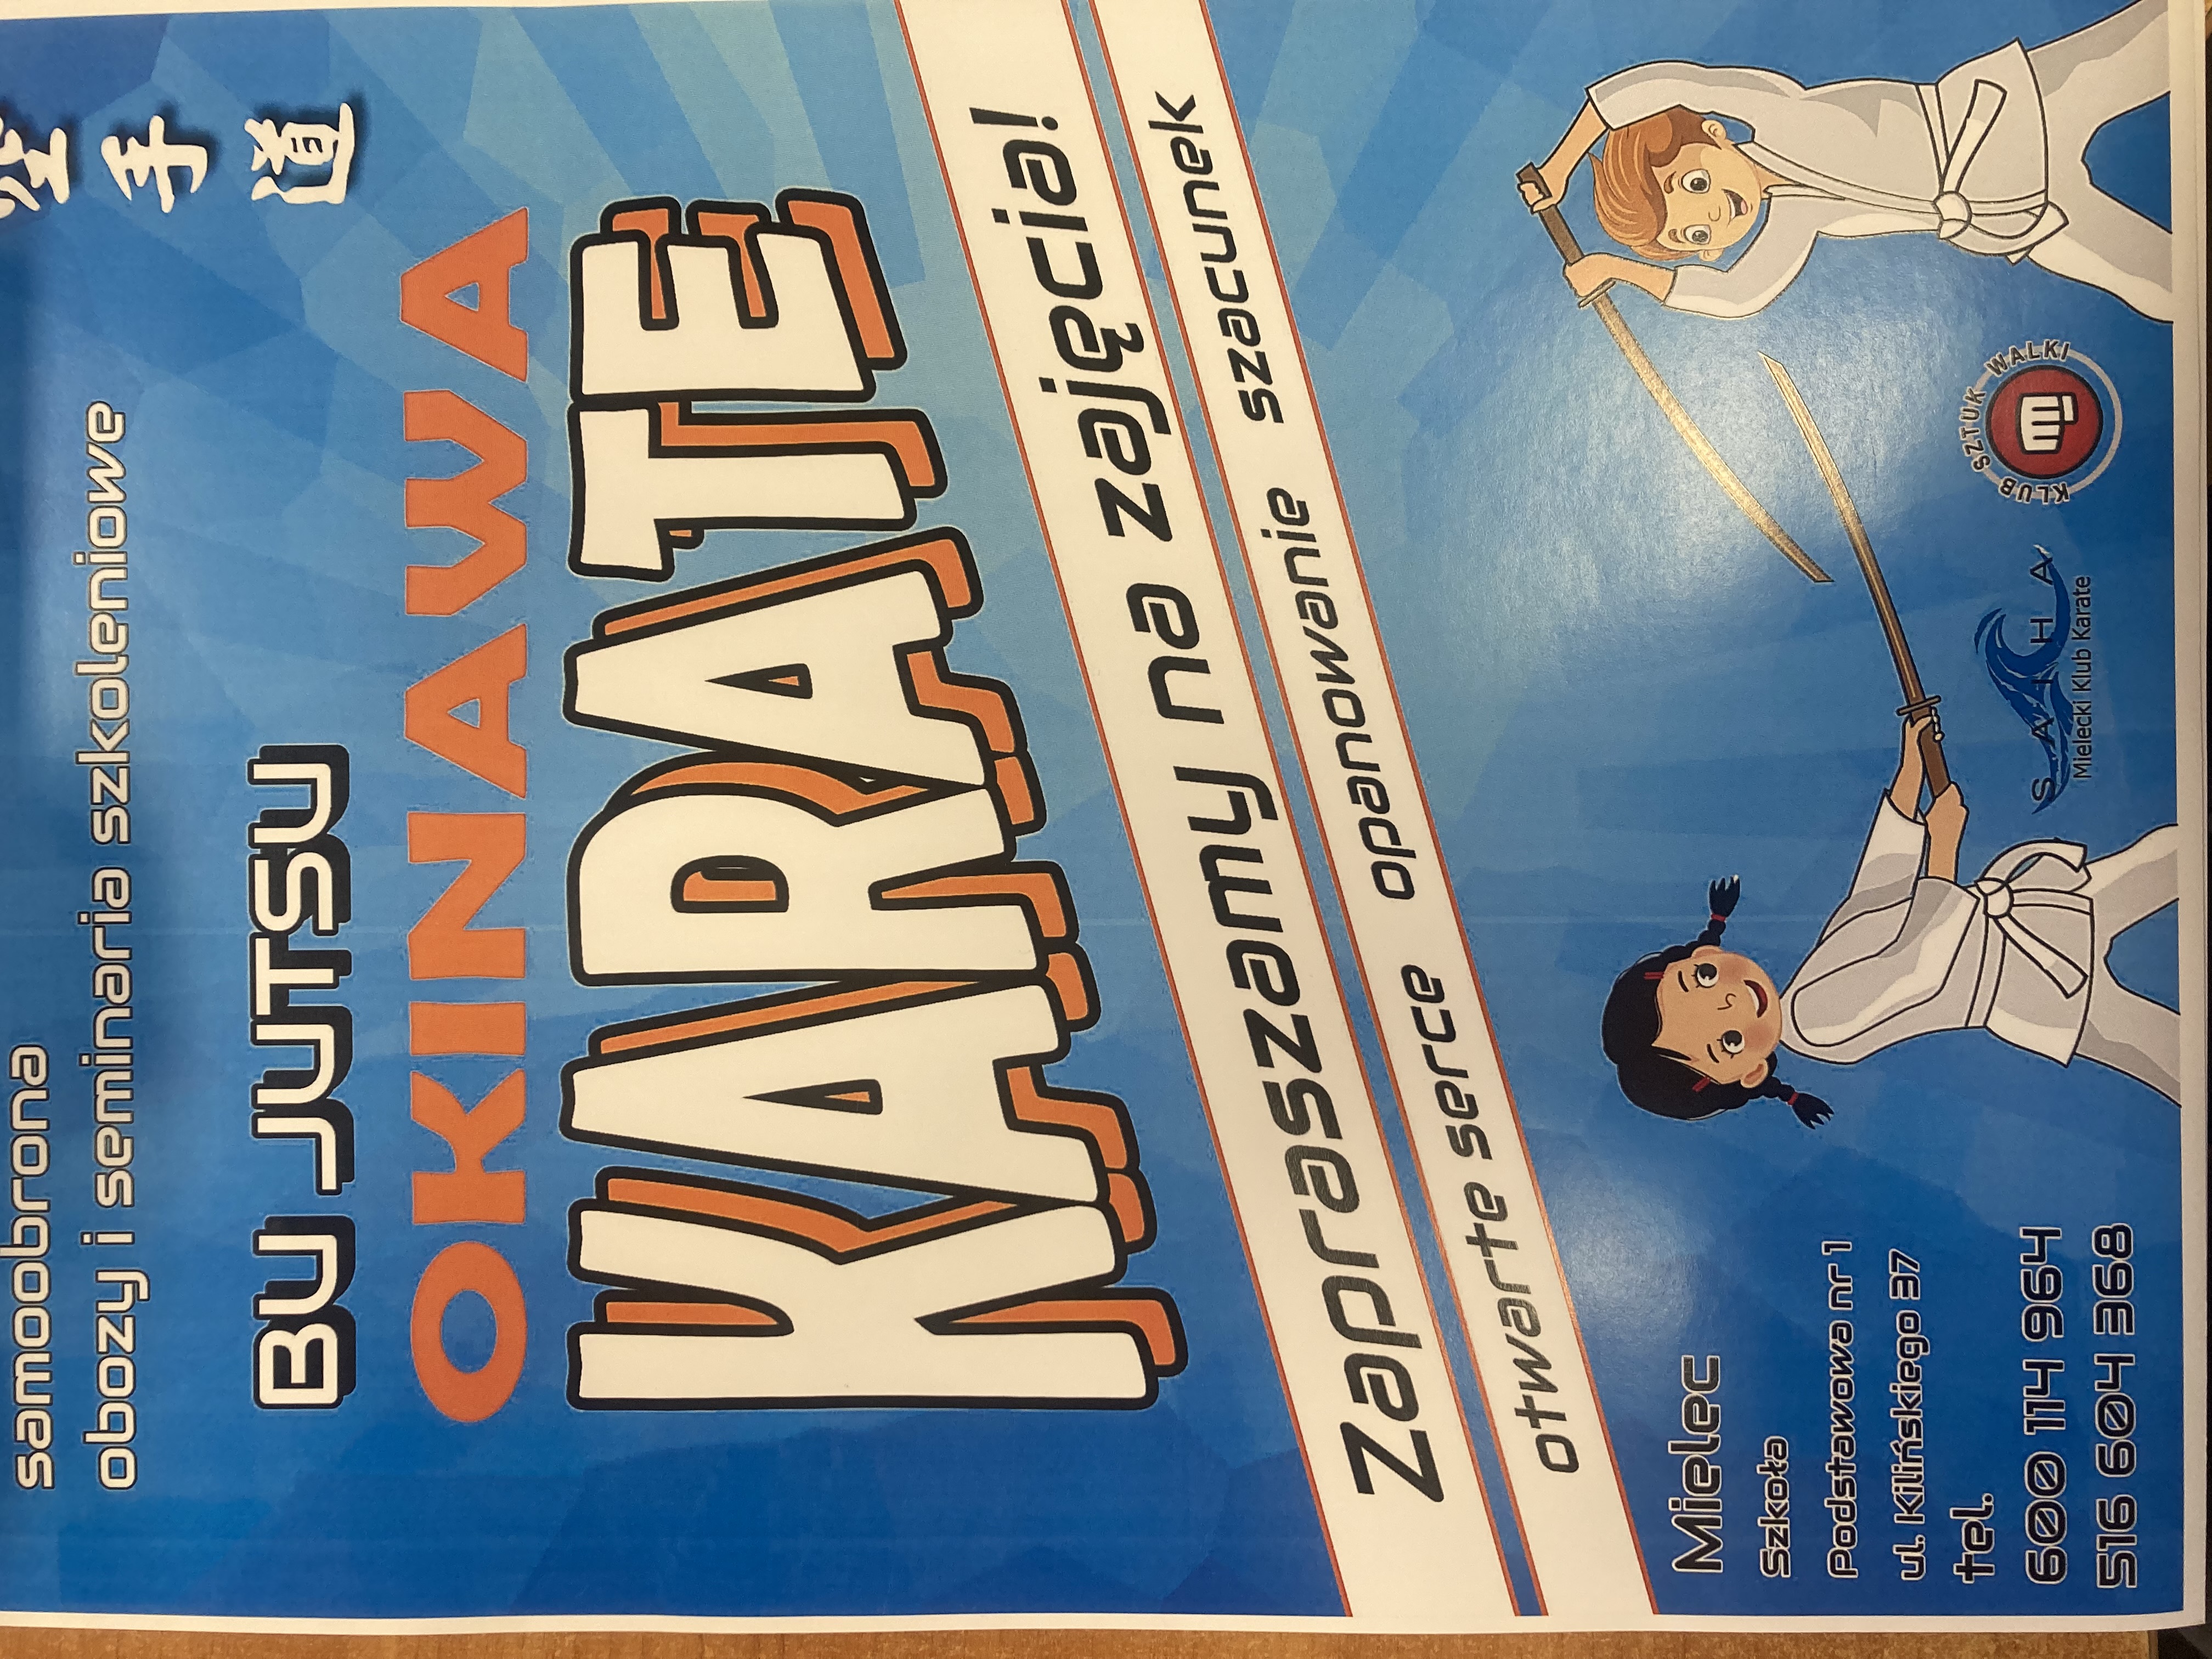 samoobrona
obozy i seminaria szkoleniowe
空
手
道
BU JUTSU
OKINAWA
KARATE
Zapraszamy na zajęcia!
otwarte serce opanowanie szacunek
Mielec
Szkoła
Podstawowa nr 1
ul. Kilińskiego 37
tel.
600 114 964
516 604 368
SAICHA
Mielecki Klub Karate
KLUB SZTUK WALKI